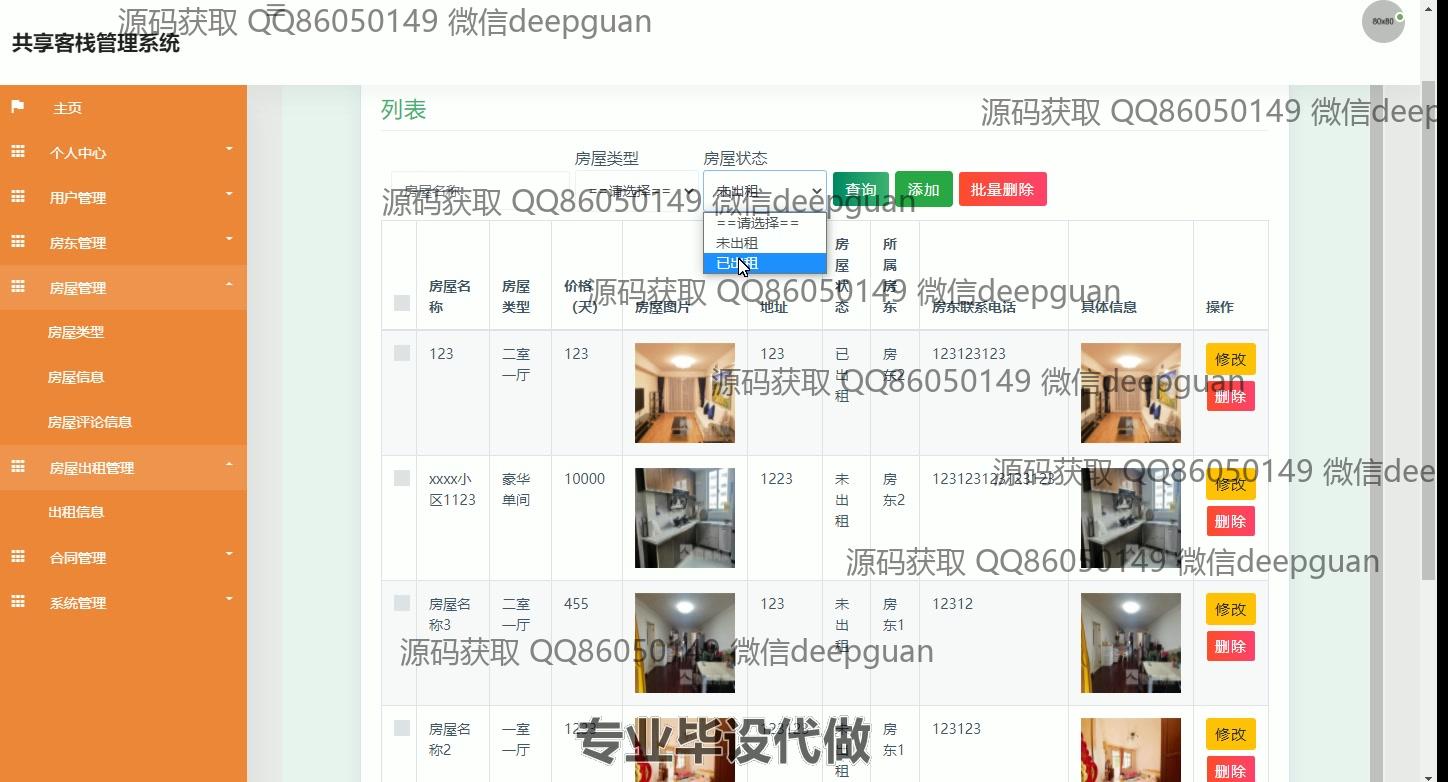 源码获取 QQ86050149 微信deepguan
共享客栈管理系统
80x80
主页
个人中心
用户管理
房东管理
房屋管理
房屋类型
房屋信息
房屋评论信息
房屋出租管理
出租信息
合同管理
系统管理
列表
源码获取 QQ86050149 微信deep
房屋类型
房屋状态
房屋名称
==请选择==
未出租
查询
添加
批量删除
源码获取 QQ86050149 微信deepguan
==请选择==
未出租
已出租
房屋名称
房屋类型
价格(天)
房屋图片
地址
房屋状态
所属房东
房东联系电话
具体信息
操作
源码获取 QQ86050149 微信deepguan
123
二室一厅
123
123
已出租
房东2
123123123
修改
删除
源码获取 QQ86050149 微信deepguan
xxxx小区1123
豪华单间
10000
1223
未出租
房东2
123123123123123
修改
删除
源码获取 QQ86050149 微信deep
源码获取 QQ86050149 微信deepguan
房屋名称3
二室一厅
455
123
未出租
房东1
12312
修改
删除
源码获取 QQ86050149 微信deepguan
房屋名称2
一室一厅
房东1
123123
修改
删除
专业毕设代做